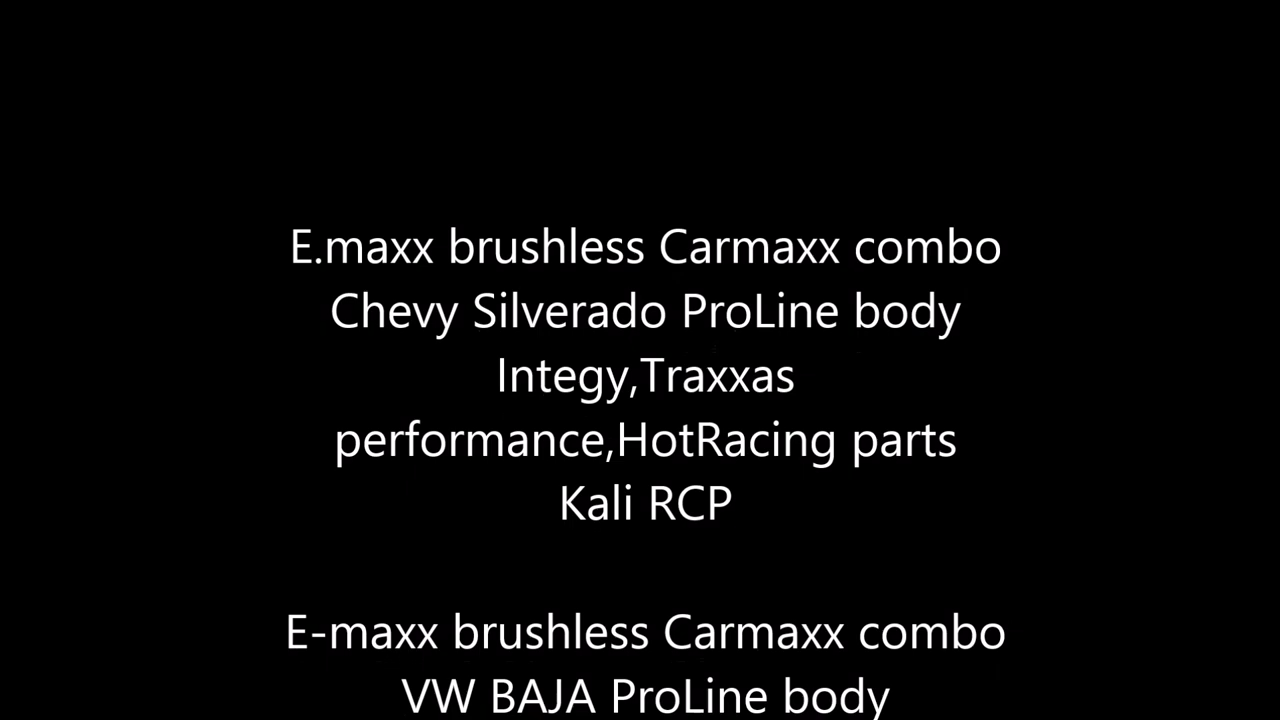 E.maxx brushless Carmaxx combo
Chevy Silverado ProLine body
Integy,Traxxas
performance,HotRacing parts
Kali RCP
E-maxx brushless Carmaxx combo
VW BAJA ProLine body